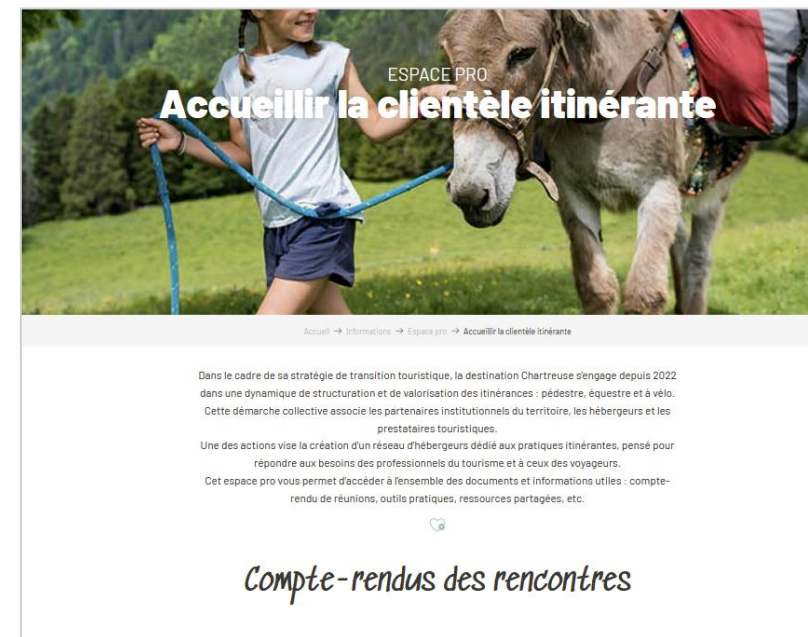 ESPACE PRO
Accueillir la clientèle itinérante
Accueil → Informations → Espace pro → Accueillir la clientèle itinérante
Dans le cadre de sa stratégie de transition touristique, la destination Chartreuse s'engage depuis 2022
dans une dynamique de structuration et de valorisation des itinérances : pédestre, équestre et à vélo.
Cette démarche collective associe les partenaires institutionnels du territoire, les hébergeurs et les
prestataires touristiques.
Une des actions vise la création d'un réseau d'hébergeurs dédié aux pratiques itinérantes, pensé pour
répondre aux besoins des professionnels du tourisme et à ceux des voyageurs.
Cet espace pro vous permet d'accéder à l'ensemble des documents et informations utiles : compte-
rendu de réunions, outils pratiques, ressources partagées, etc.
Compte-rendus des rencontres